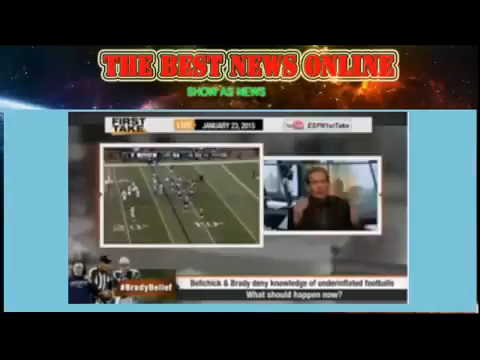 THE BEST NEWS ONLINE
SHOW AS NEWS
FIRST TAKE
LIVE
JANUARY 23, 2015
ESPN1stTake
#BradyBelief
Belichick & Brady deny knowledge of underinflated footballs
What should happen now?